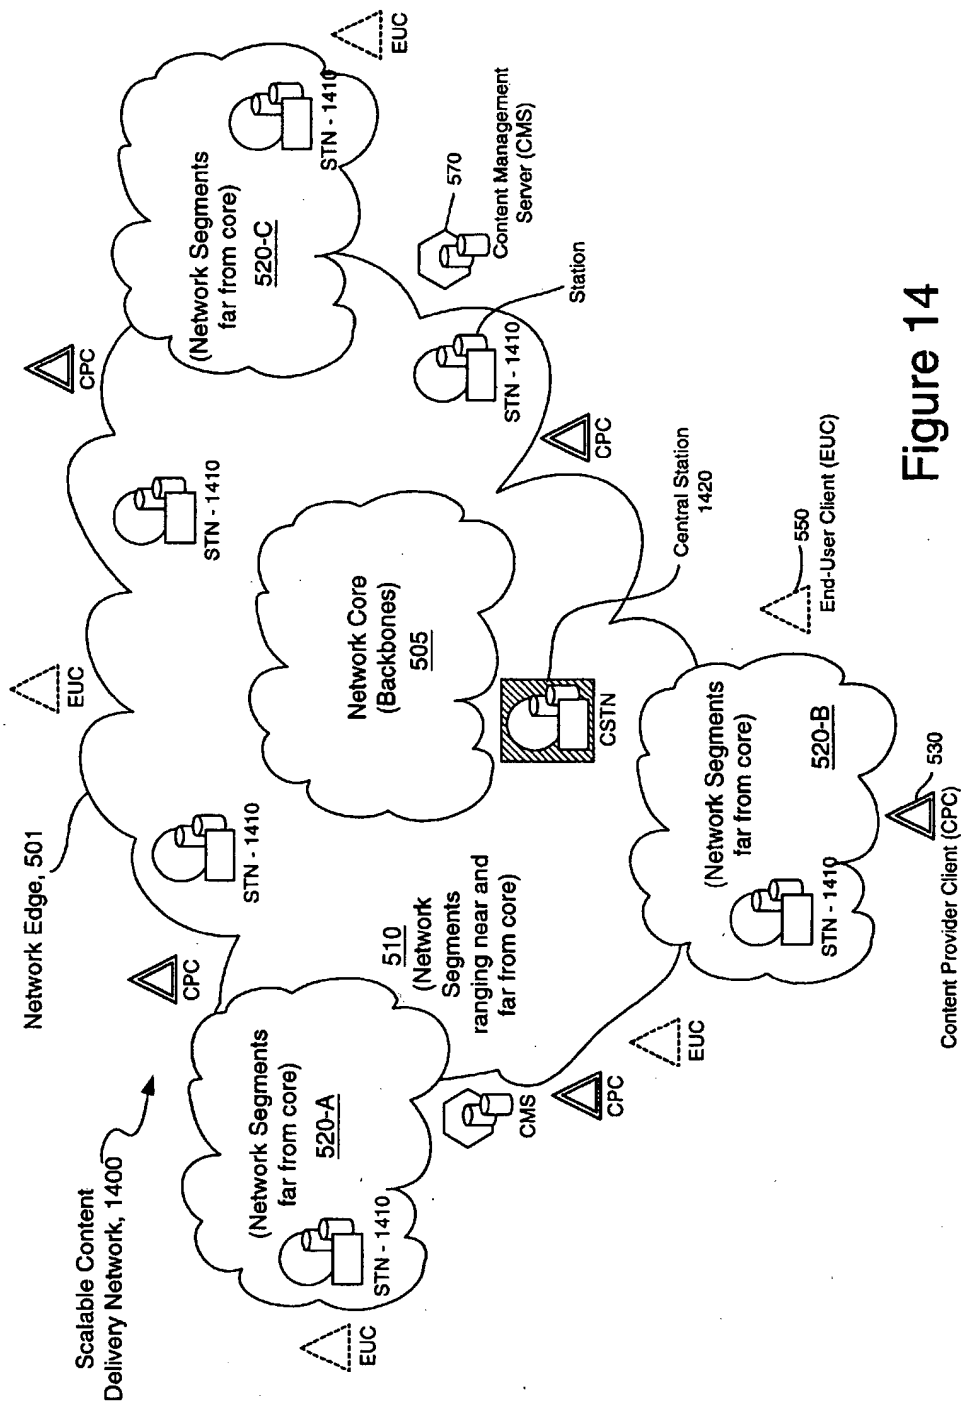 Scalable Content
Delivery Network, 1400
Network Edge, 501
EUC
CPC
EUC
CPC
EUC
STN - 1410
(Network Segments
far from core)
520-A
STN - 1410
STN - 1410
(Network Segments
far from core)
520-C
STN - 1410
510
(Network
Segments
ranging near and
far from core)
Network Core
(Backbones)
505
CMS
CPC
EUC
CSTN
Central Station
1420
STN - 1410
Station
570
Content Management
Server (CMS)
CPC
STN - 1410
(Network Segments
far from core)
520-B
550
End-User Client (EUC)
530
Content Provider Client (CPC)
Figure 14